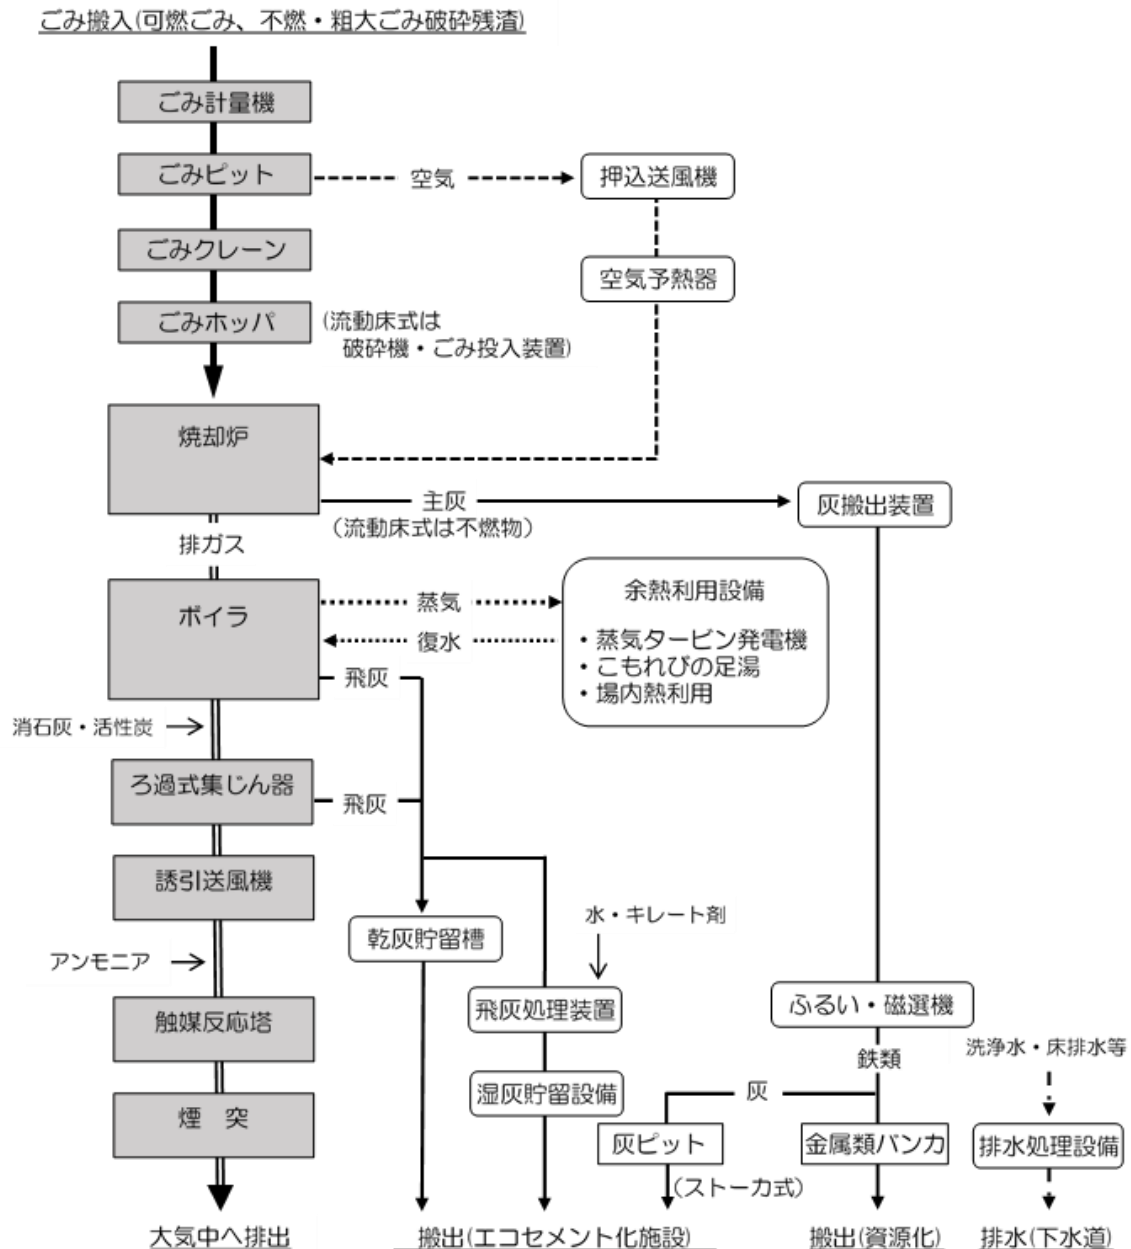 ごみ搬入(可燃ごみ、不燃・粗大ごみ破砕残渣)
ごみ計量機
ごみピット
空気
押込送風機
ごみクレーン
空気予熱器
ごみホッパ
(流動床式は
破砕機・ごみ投入装置)
焼却炉
主灰
(流動床式は不燃物)
灰搬出装置
排ガス
ボイラ
蒸気
復水
余熱利用設備
・蒸気タービン発電機
・こもれびの足湯
・場内熱利用
飛灰
消石灰・活性炭
ろ過式集じん器
飛灰
誘引送風機
アンモニア
乾灰貯留槽
水・キレート剤
飛灰処理装置
触媒反応塔
ふるい・磁選機
鉄類
洗浄水・床排水等
湿灰貯留設備
灰
煙 突
灰ピット
金属類バンカ
排水処理設備
(ストーカ式)
大気中へ排出
搬出(エコセメント化施設)
搬出(資源化)
排水(下水道)